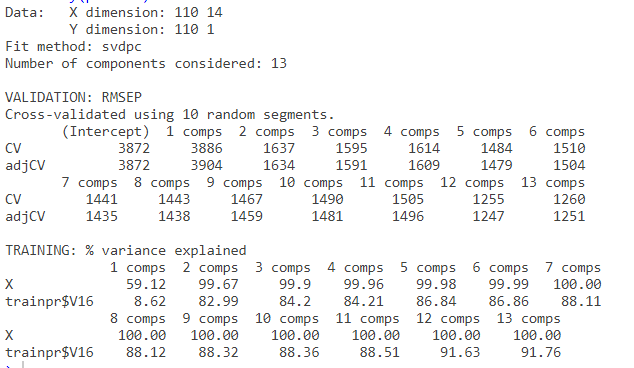 Data:   X dimension: 110 14
        Y dimension: 110 1
Fit method: svdpc
Number of components considered: 13

VALIDATION: RMSEP
Cross-validated using 10 random segments.
       (Intercept)  1 comps  2 comps  3 comps  4 comps  5 comps  6 comps
CV            3872     3886     1637     1595     1614     1484     1510
adjCV         3872     3904     1634     1591     1609     1479     1504
       7 comps  8 comps  9 comps  10 comps  11 comps  12 comps  13 comps
CV        1441     1443     1467      1490      1505      1255      1260
adjCV     1435     1438     1459      1481      1496      1247      1251

TRAINING: % variance explained
             1 comps  2 comps  3 comps  4 comps  5 comps  6 comps  7 comps
X              59.12    99.67     99.9    99.96    99.98    99.99   100.00
trainpr$V16     8.62    82.99     84.2    84.21    86.84    86.86    88.11
             8 comps  9 comps  10 comps  11 comps  12 comps  13 comps
X             100.00   100.00    100.00    100.00    100.00    100.00
trainpr$V16    88.12    88.32     88.36     88.51     91.63     91.76